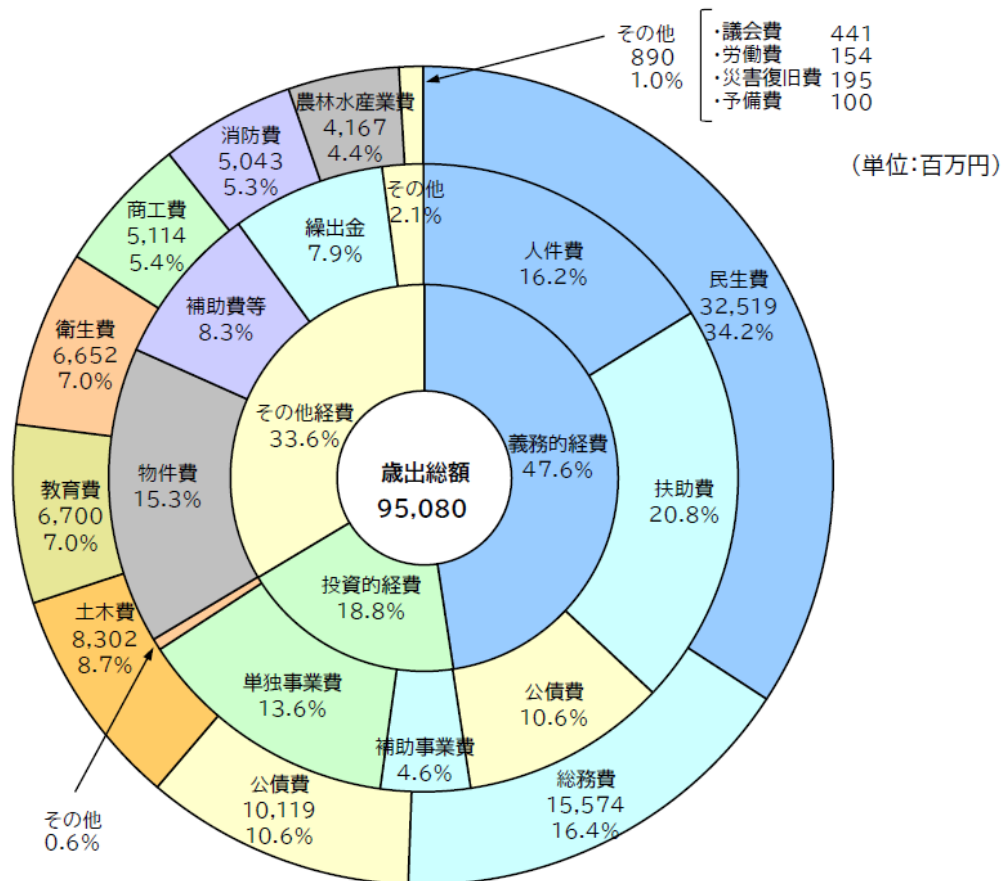 その他
890
1.0%
・議会費 441
・労働費 154
・災害復旧費 195
・予備費 100
(単位:百万円)
農林水産業費
4,167
4.4%
消防費
5,043
5.3%
商工費
5,114
5.4%
衛生費
6,652
7.0%
教育費
6,700
7.0%
土木費
8,302
8.7%
公債費
10,119
10.6%
総務費
15,574
16.4%
民生費
32,519
34.2%
その他
2.1%
繰出金
7.9%
補助費等
8.3%
物件費
15.3%
その他
0.6%
単独事業費
13.6%
補助事業費
4.6%
公債費
10.6%
扶助費
20.8%
人件費
16.2%
その他経費
33.6%
義務的経費
47.6%
投資的経費
18.8%
歳出総額
95,080